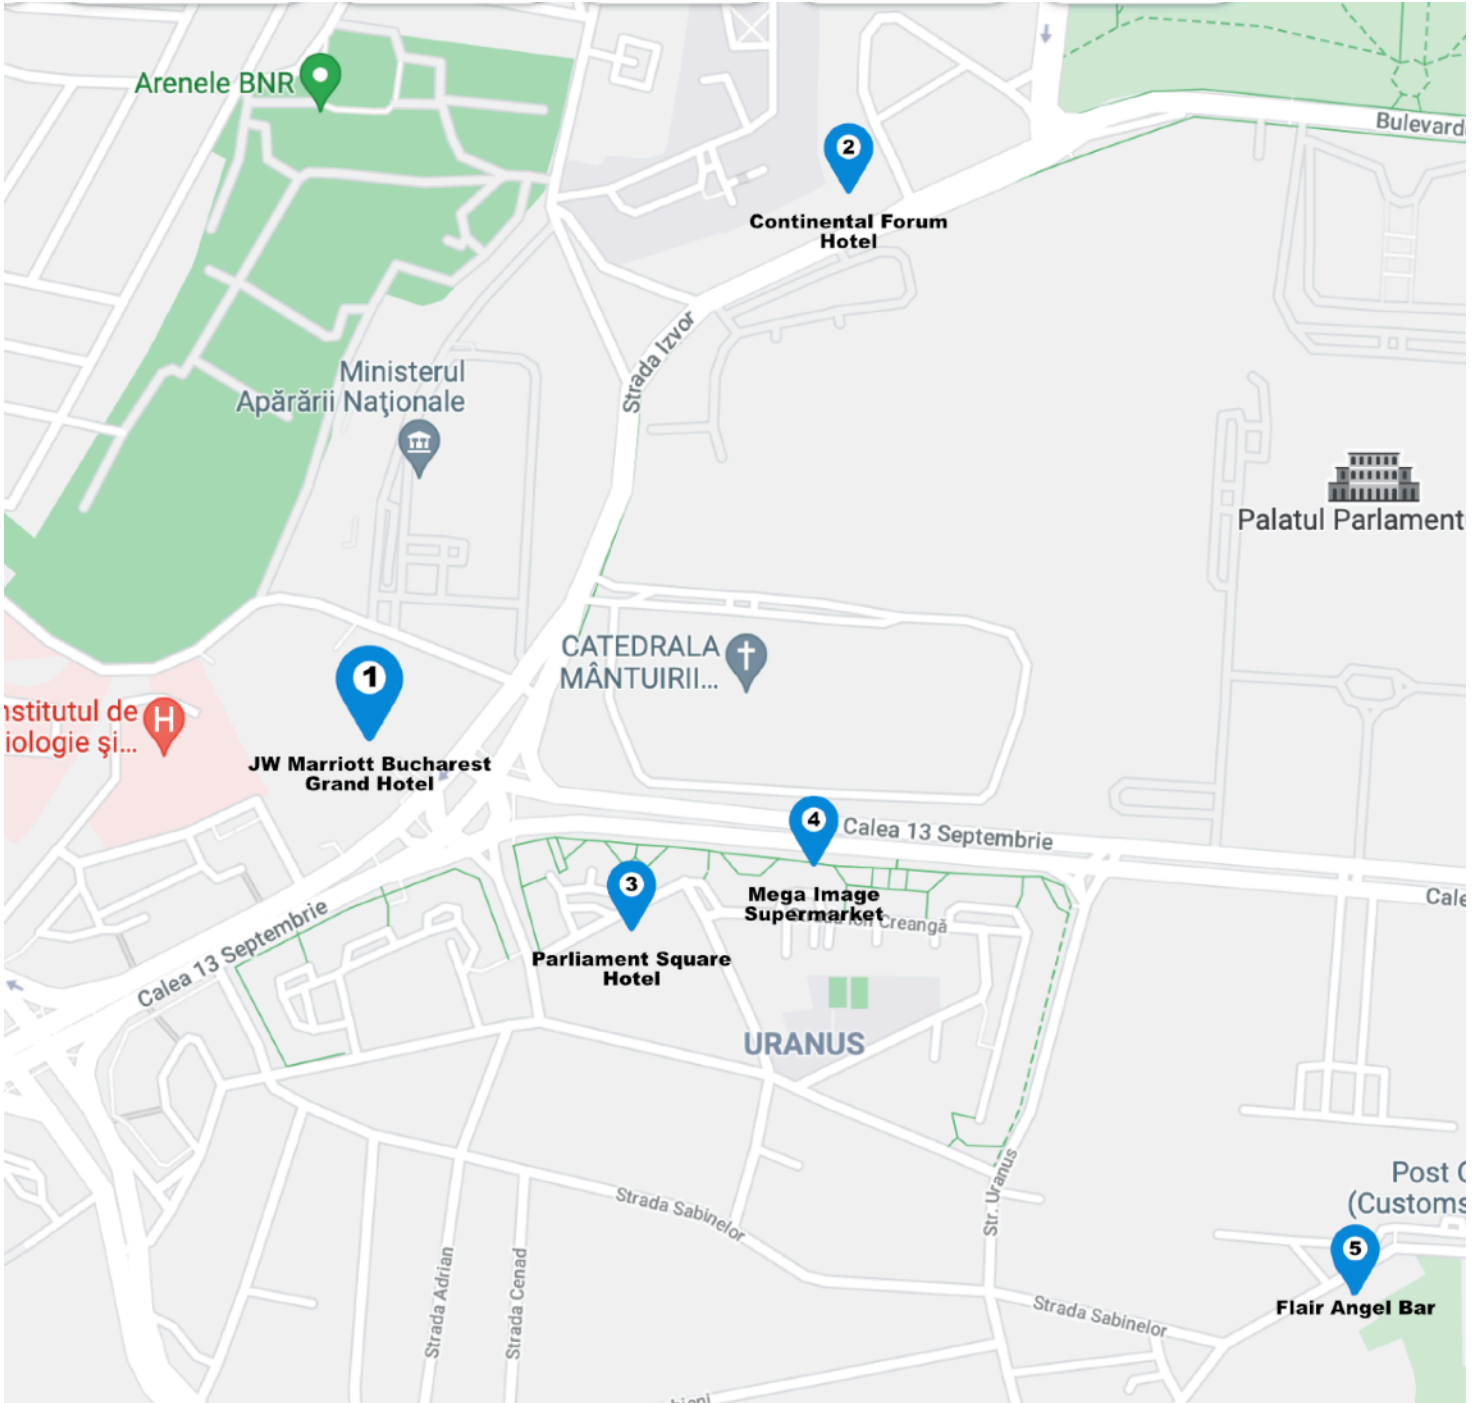 Arenele BNR
2
Continental Forum
Hotel
Bulevard
Strada Izvor
Ministerul
Apărării Naţionale
Palatul Parlament
CATEDRALA
MÂNTUIRII...
1
JW Marriott Bucharest
Grand Hotel
H
nstitutul de
iologie şi...
4
Calea 13 Septembrie
Mega Image
Supermarket
Ion Creangă
3
Parliament Square
Hotel
Cale
Calea 13 Septembrie
URANUS
Str. Uranus
Post
(Customs
Strada Sabinelor
5
Flair Angel Bar
Strada Adrian
Strada Cenad
Strada Sabinelor